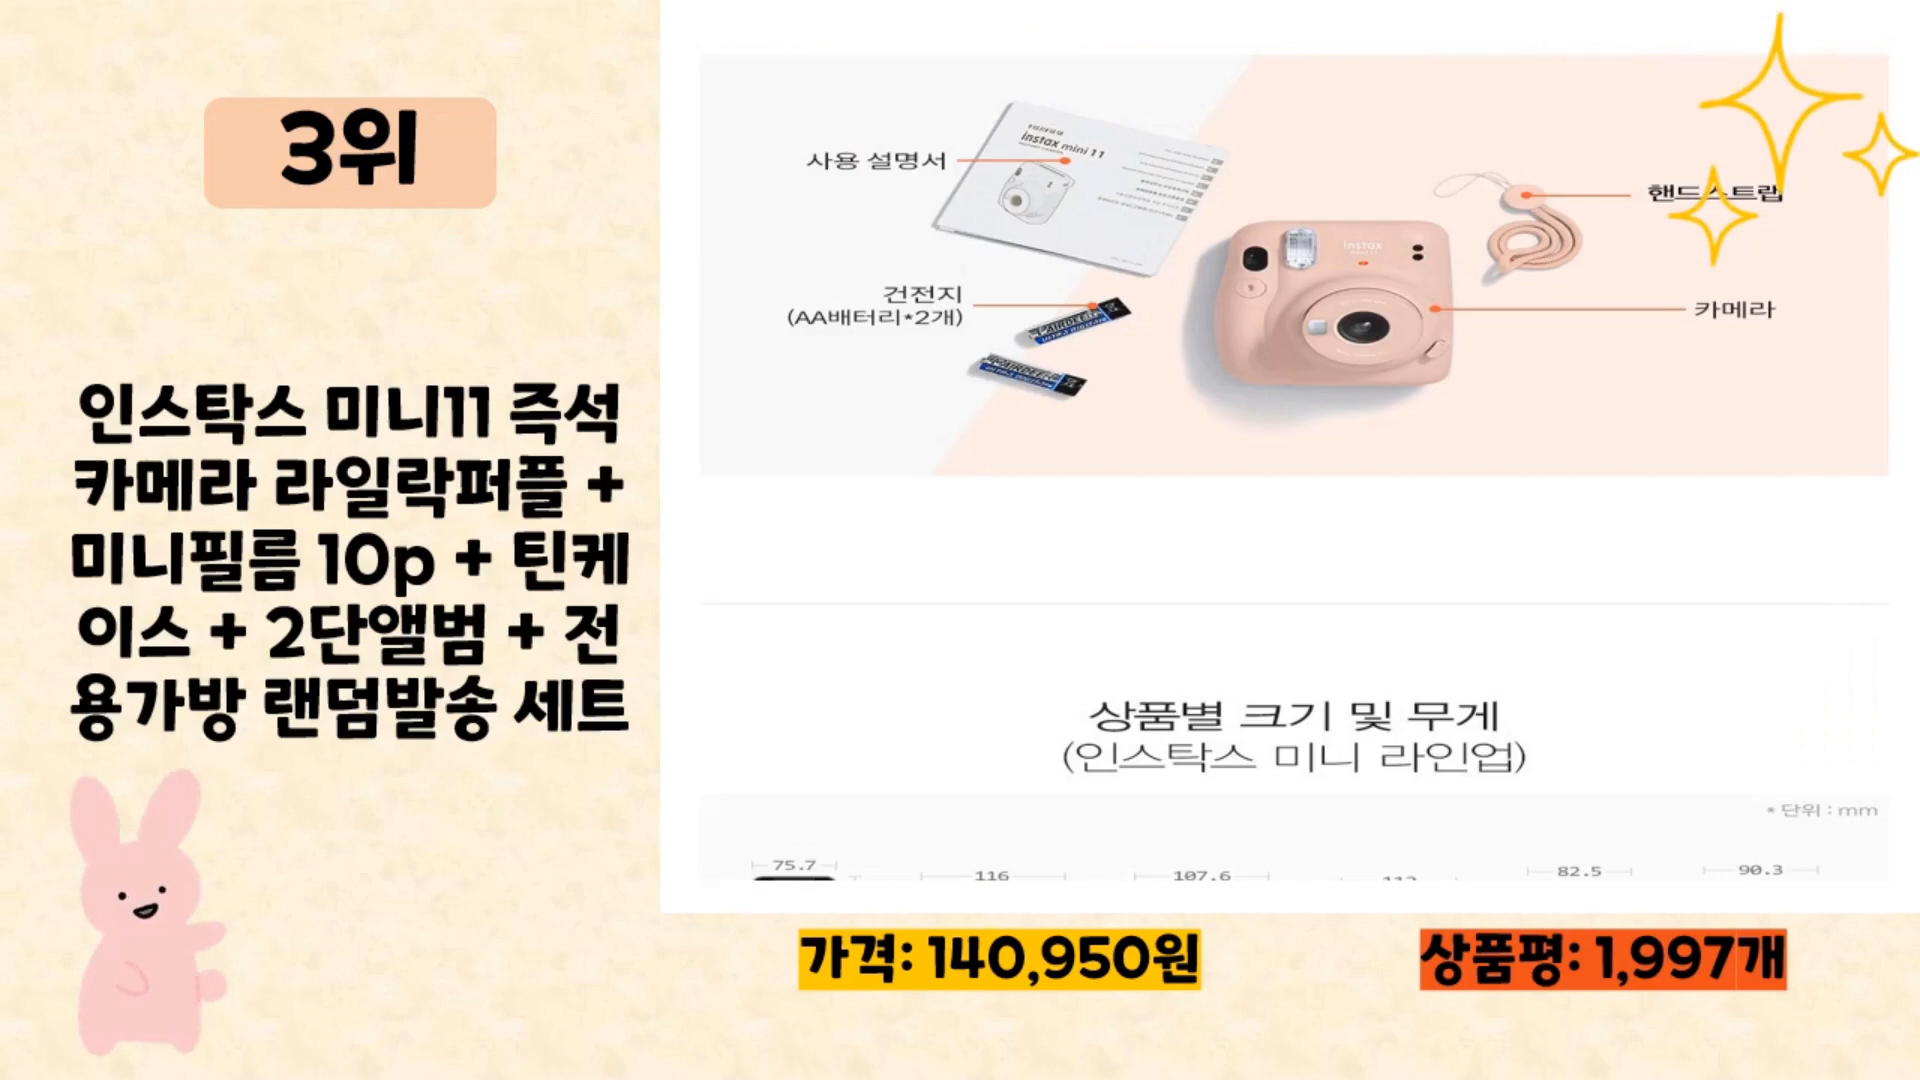 3위
인스탁스 미니11 즉석
카메라 라일락퍼플 +
미니필름 10p + 틴케
이스 + 2단앨범 + 전
용가방 랜덤발송 세트
사용 설명서
instax mini 11
핸드스트랩
건전지
(AA배터리*2개)
instax
카메라
상품별 크기 및 무게
(인스탁스 미니 라인업)
* 단위 : mm
75.7
116
107.6
82.5
90.3
가격: 140,950원
상품평: 1,997개